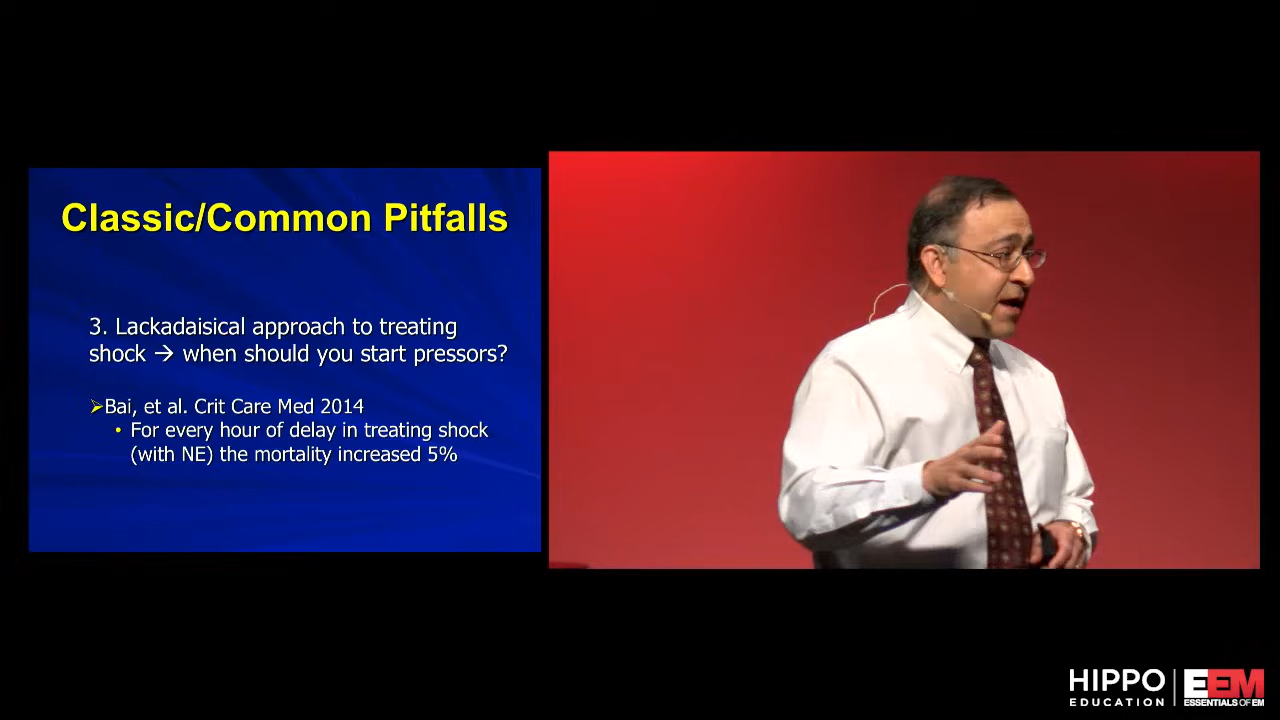 Classic/Common Pitfalls
3. Lackadaisical approach to treating
shock → when should you start pressors?
➢Bai, et al. Crit Care Med 2014
• For every hour of delay in treating shock
(with NE) the mortality increased 5%
HIPPO
EDUCATION
EEM
ESSENTIALS OF EM